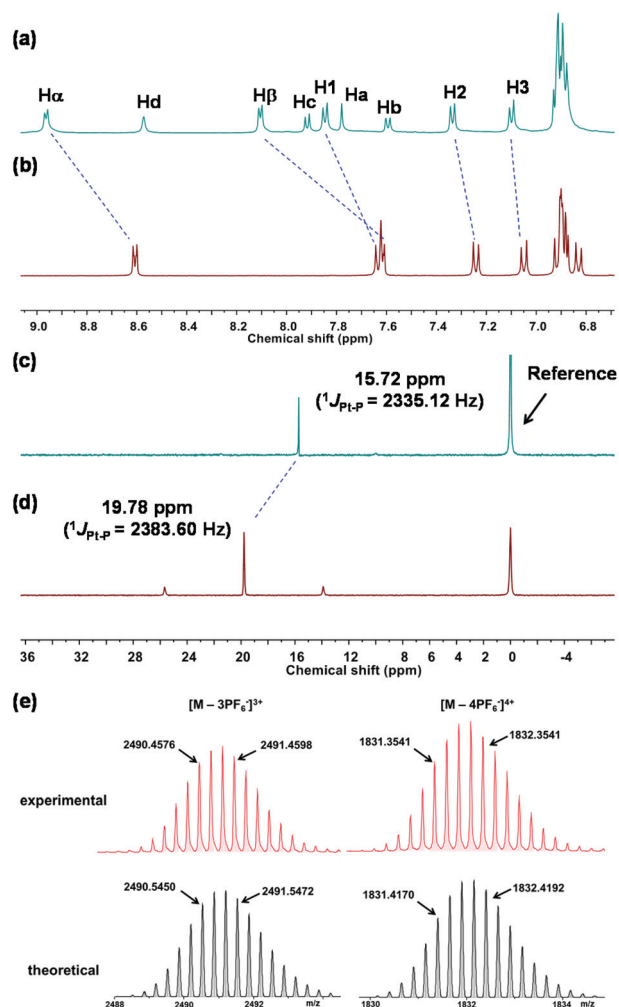 (a)
Hα Hd Hβ Hc H1 Ha Hb H2 H3
(b)
9.0 8.8 8.6 8.4 8.2 8.0 7.8 7.6 7.4 7.2 7.0 6.8
Chemical shift (ppm)
(c)
15.72 ppm
(¹J_Pt-P = 2335.12 Hz)
Reference
(d)
19.78 ppm
(¹J_Pt-P = 2383.60 Hz)
36 32 28 24 20 16 12 8 4 0 -4
Chemical shift (ppm)
(e)
[M – 3PF₆⁻]³⁺ [M – 4PF₆⁻]⁴⁺
2490.4576 2491.4598 1831.3541 1832.3541
experimental
2490.5450 2491.5472 1831.4170 1832.4192
theoretical
2488 2490 2492 m/z 1830 1832 1834 m/z